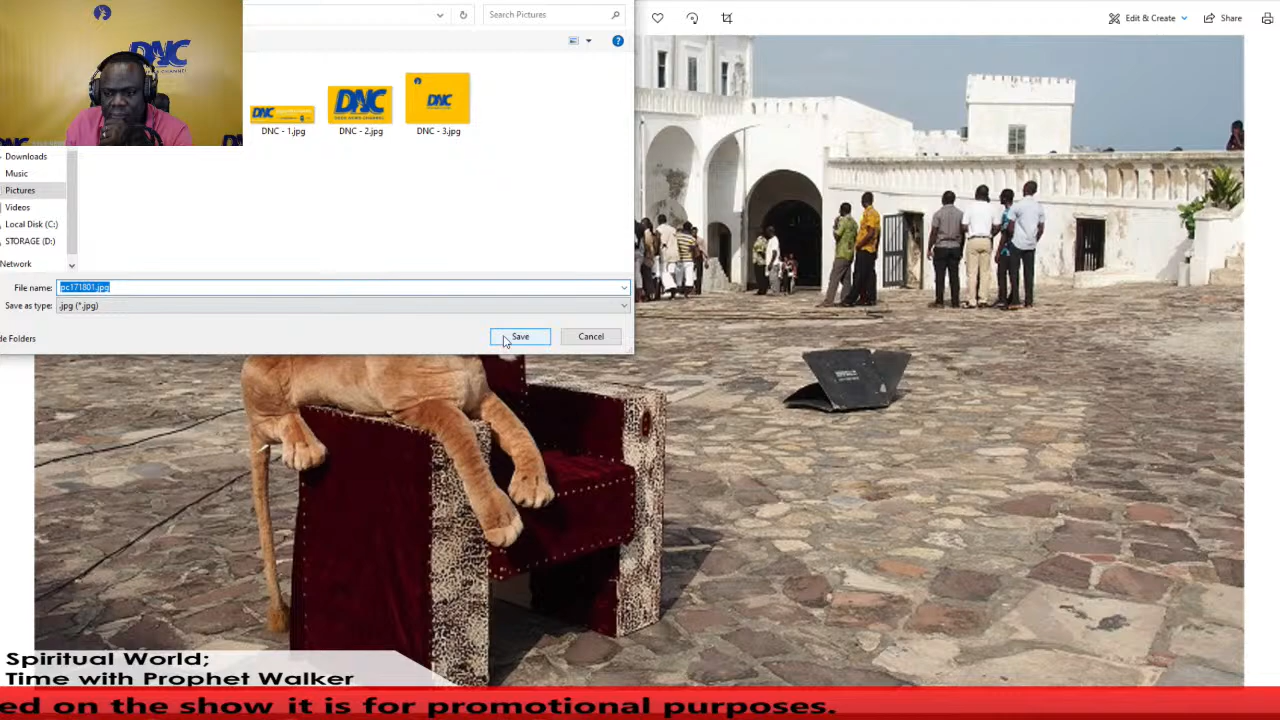 Search Pictures
Edit & Create
Share
DNC
DNC
DNC
DNC
DNC - 1.jpg
DNC - 2.jpg
DNC - 3.jpg
Downloads
Music
Pictures
Videos
Local Disk (C:)
STORAGE (D:)
Network
File name: pc171801.jpg
Save as type: .jpg (*.jpg)
de Folders
Save
Cancel
Spiritual World;
Time with Prophet Walker
ed on the show it is for promotional purposes.